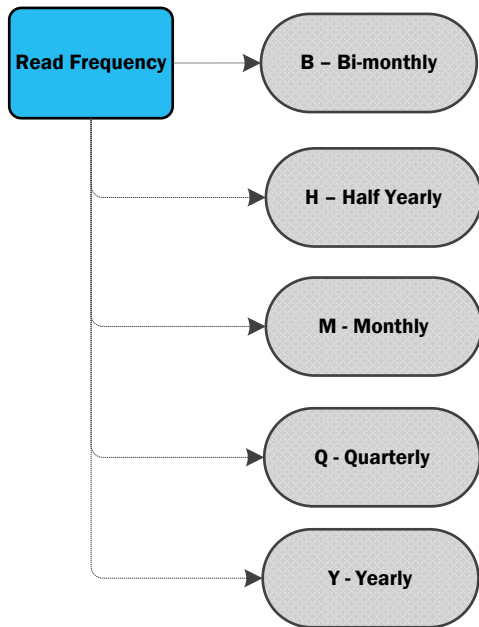 Read Frequency
B – Bi-monthly
H – Half Yearly
M - Monthly
Q - Quarterly
Y - Yearly